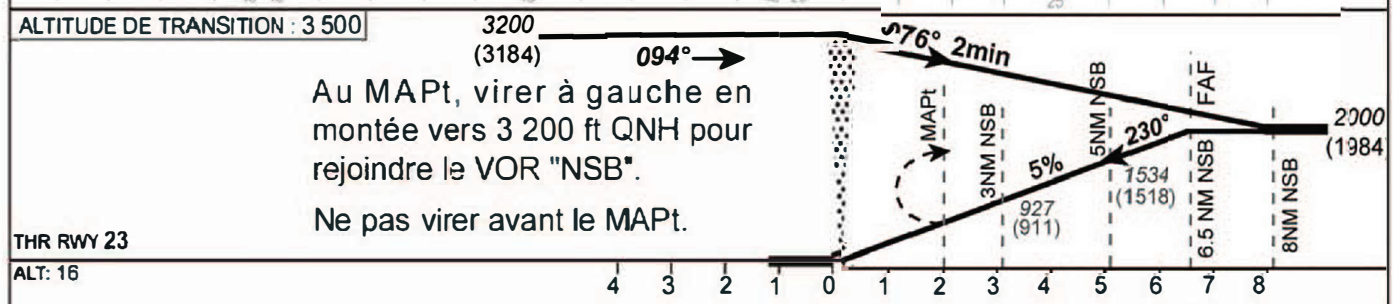 ALTITUDE DE TRANSITION : 3 500
3200
(3184)
094°
076° 2min
Au MAPt, virer à gauche en
montée vers 3 200 ft QNH pour
rejoindre le VOR "NSB".
Ne pas virer avant le MAPt.
MAPt
3NM NSB
5NM NSB
FAF
6.5 NM NSB
8NM NSB
230°
5%
2000
(1984)
1534
(1518)
927
(911)
THR RWY 23
ALT: 16
4 3 2 1 0 1 2 3 4 5 6 7 8